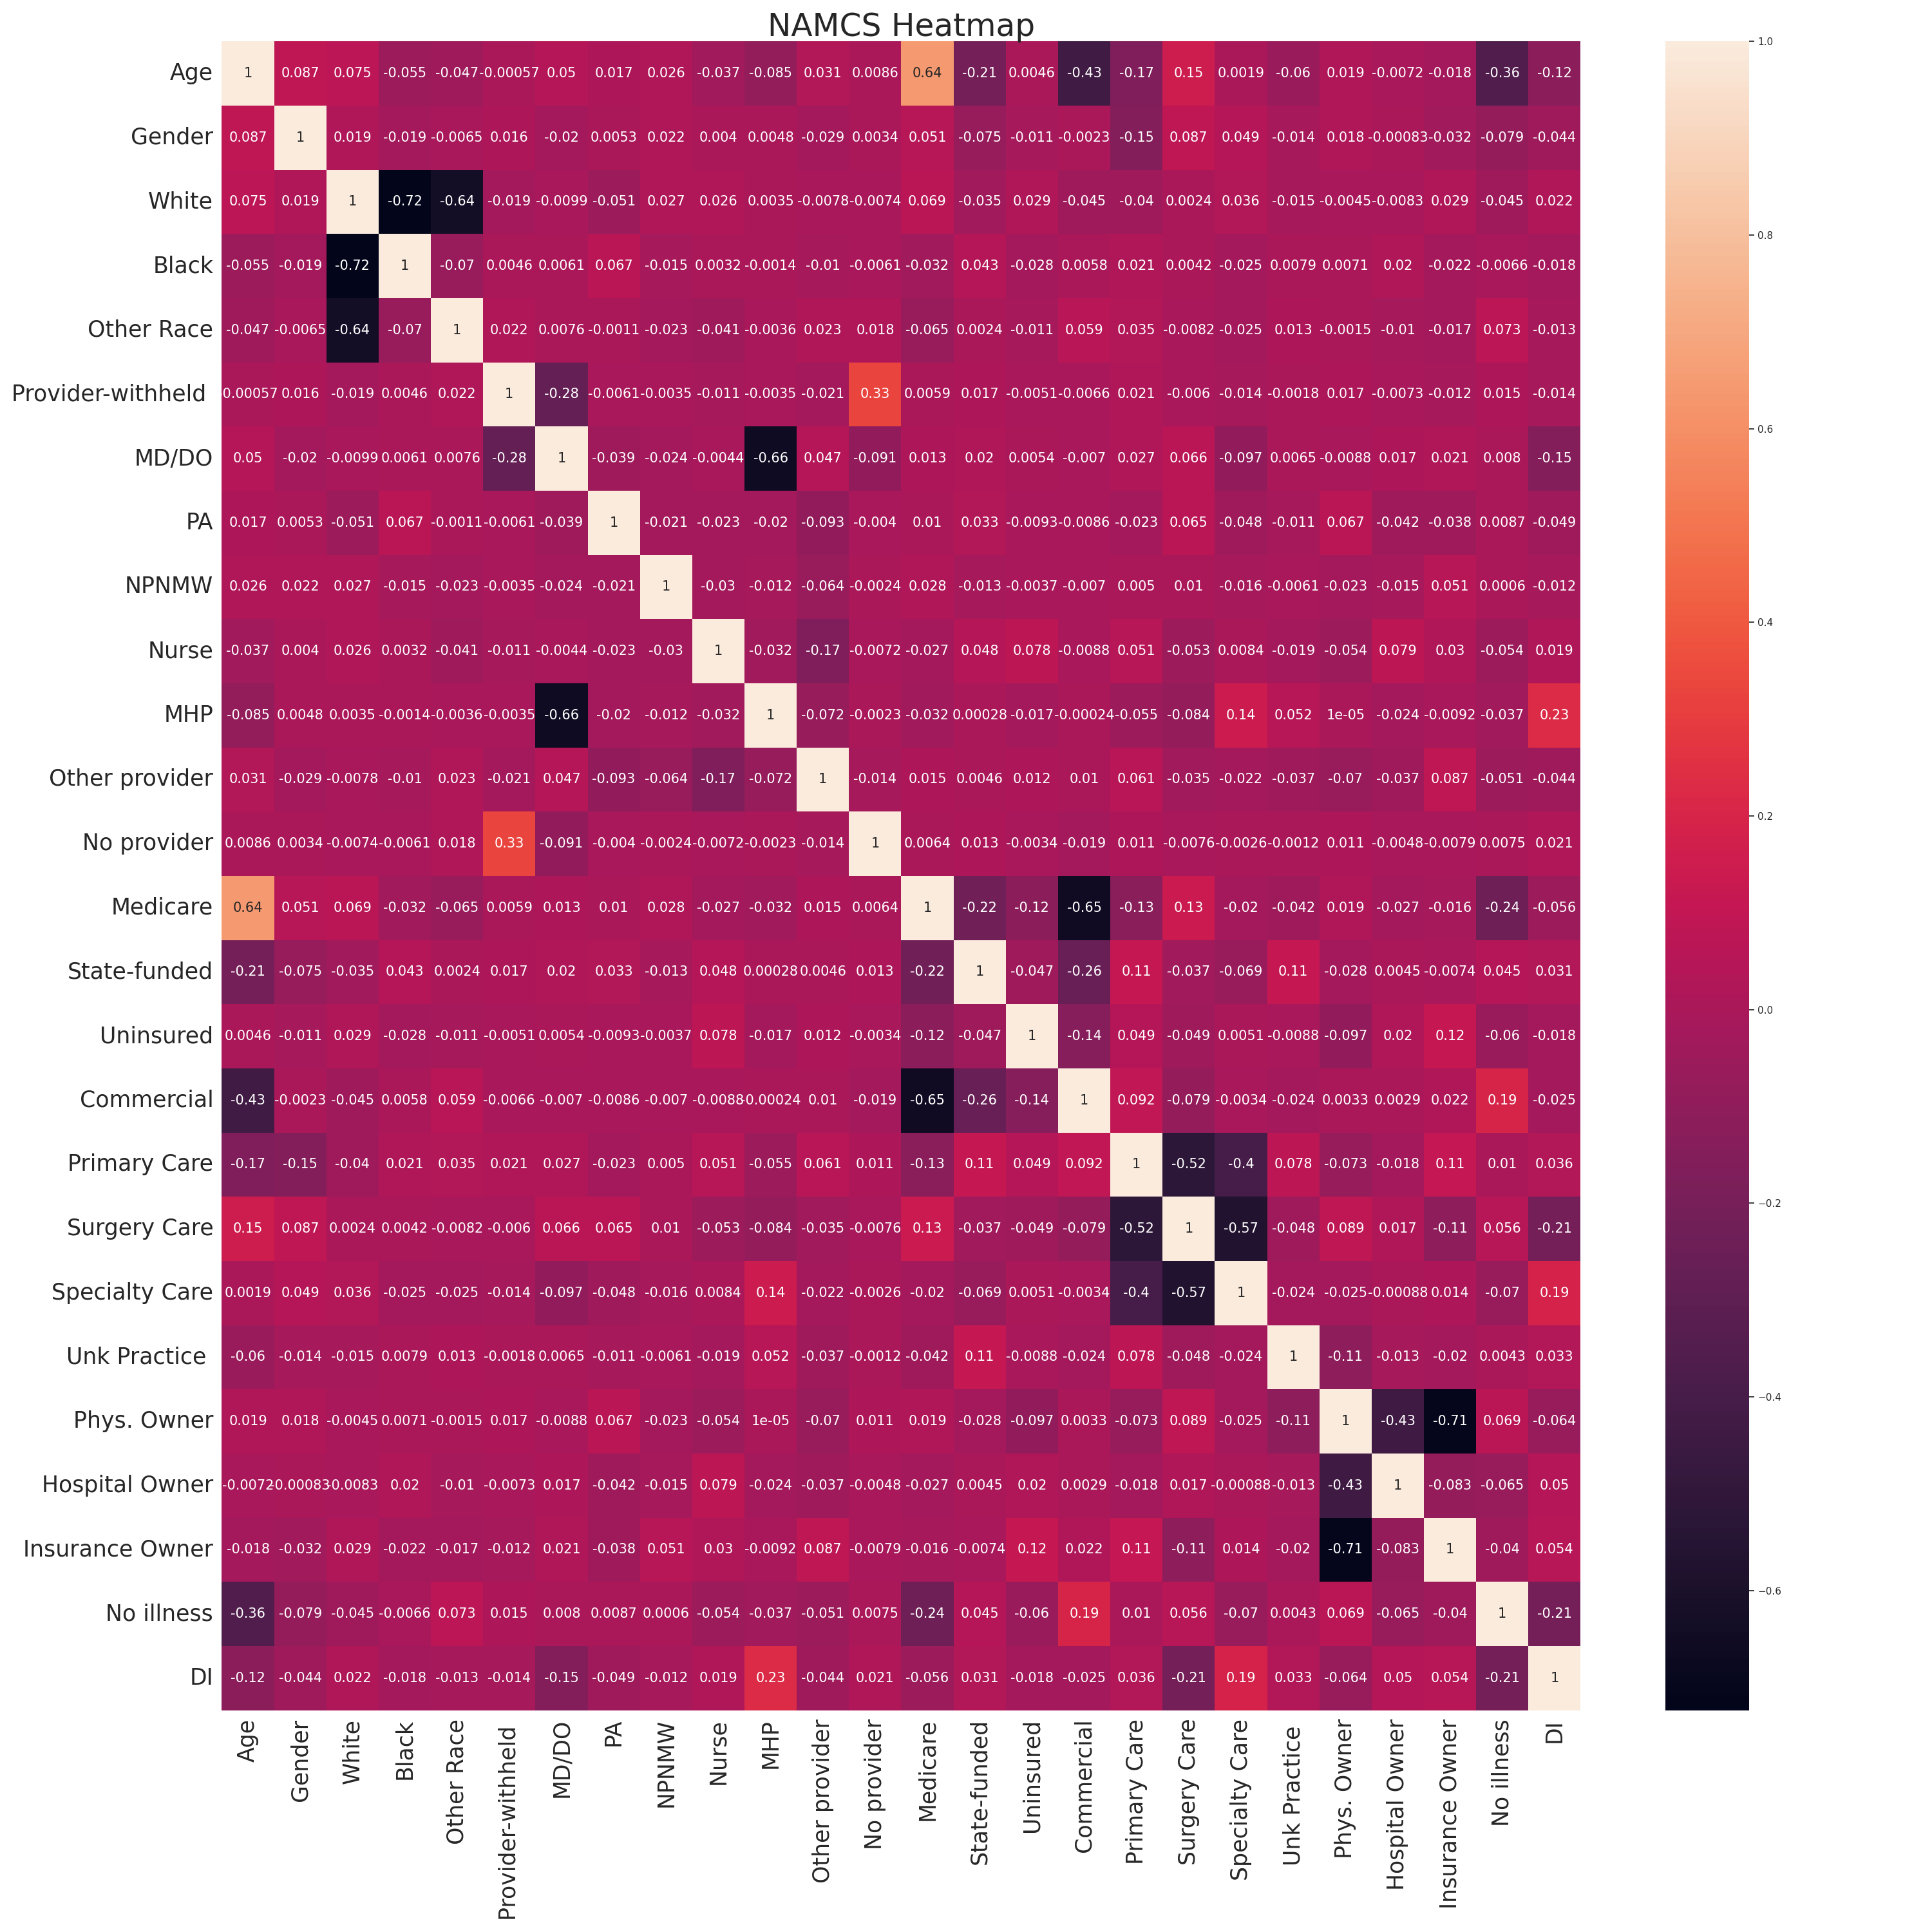 NAMCS Heatmap
Age 1 0.087 0.075 -0.055 -0.047 -0.00057 0.05 0.017 0.026 -0.037 -0.085 0.031 0.0086 0.64 -0.21 0.0046 -0.43 -0.17 0.15 0.0019 -0.06 0.019 -0.0072 -0.018 -0.36 -0.12
Gender 0.087 1 0.019 -0.019 -0.0065 0.016 -0.02 0.0053 0.022 0.004 0.0048 -0.029 0.0034 0.051 -0.075 -0.011 -0.0023 -0.15 0.087 0.049 -0.014 0.018 -0.00083 -0.032 -0.079 -0.044
White 0.075 0.019 1 -0.72 -0.64 -0.019 -0.0099 -0.051 0.027 0.026 0.0035 -0.0078 -0.0074 0.069 -0.035 0.029 -0.045 -0.04 0.0024 0.036 -0.015 -0.0045 -0.0083 0.029 -0.045 0.022
Black -0.055 -0.019 -0.72 1 -0.07 0.0046 0.0061 0.067 -0.015 0.0032 -0.0014 -0.01 -0.0061 -0.032 0.043 -0.028 0.0058 0.021 0.0042 -0.025 0.0079 0.0071 0.02 -0.022 -0.0066 -0.018
Other Race -0.047 -0.0065 -0.64 -0.07 1 0.022 0.0076 -0.0011 -0.023 -0.041 -0.0036 0.023 0.018 -0.065 0.0024 -0.011 0.059 0.035 -0.0082 -0.025 0.013 -0.0015 -0.01 -0.017 0.073 -0.013
Provider-withheld 0.00057 0.016 -0.019 0.0046 0.022 1 -0.28 -0.0061 -0.0035 -0.011 -0.0035 -0.021 0.33 0.0059 0.017 -0.0051 -0.0066 0.021 -0.006 -0.014 -0.0018 0.017 -0.0073 -0.012 0.015 -0.014
MD/DO 0.05 -0.02 -0.0099 0.0061 0.0076 -0.28 1 -0.039 -0.024 -0.0044 -0.66 0.047 -0.091 0.013 0.02 0.0054 -0.007 0.027 0.066 -0.097 0.0065 -0.0088 0.017 0.021 0.008 -0.15
PA 0.017 0.0053 -0.051 0.067 -0.0011 -0.0061 -0.039 1 -0.021 -0.023 -0.02 -0.093 -0.004 0.01 0.033 -0.0093 -0.0086 -0.023 0.065 -0.048 -0.011 0.067 -0.042 -0.038 0.0087 -0.049
NPNMW 0.026 0.022 0.027 -0.015 -0.023 -0.0035 -0.024 -0.021 1 -0.03 -0.012 -0.064 -0.0024 0.028 -0.013 -0.0037 -0.007 0.005 0.01 -0.016 -0.0061 -0.023 -0.015 0.051 0.0006 -0.012
Nurse -0.037 0.004 0.026 0.0032 -0.041 -0.011 -0.0044 -0.023 -0.03 1 -0.032 -0.17 -0.0072 -0.027 0.048 0.078 -0.0088 0.051 -0.053 0.0084 -0.019 -0.054 0.079 0.03 -0.054 0.019
MHP -0.085 0.0048 0.0035 -0.0014 -0.0036 -0.0035 -0.66 -0.02 -0.012 -0.032 1 -0.072 -0.0023 -0.032 0.00028 -0.017 -0.00024 -0.055 -0.084 0.14 0.052 1e-05 -0.024 -0.0092 -0.037 0.23
Other provider 0.031 -0.029 -0.0078 -0.01 0.023 -0.021 0.047 -0.093 -0.064 -0.17 -0.072 1 -0.014 0.015 0.0046 0.012 0.01 0.061 -0.035 -0.022 -0.037 -0.07 -0.037 0.087 -0.051 -0.044
No provider 0.0086 0.0034 -0.0074 -0.0061 0.018 0.33 -0.091 -0.004 -0.0024 -0.0072 -0.0023 -0.014 1 0.0064 0.013 -0.0034 -0.019 0.011 -0.0076 -0.0026 -0.0012 0.011 -0.0048 -0.0079 0.0075 0.021
Medicare 0.64 0.051 0.069 -0.032 -0.065 0.0059 0.013 0.01 0.028 -0.027 -0.032 0.015 0.0064 1 -0.22 -0.12 -0.65 -0.13 0.13 -0.02 -0.042 0.019 -0.027 -0.016 -0.24 -0.056
State-funded -0.21 -0.075 -0.035 0.043 0.0024 0.017 0.02 0.033 -0.013 0.048 0.00028 0.0046 0.013 -0.22 1 -0.047 -0.26 0.11 -0.037 -0.069 0.11 -0.028 0.0045 -0.0074 0.045 0.031
Uninsured 0.0046 -0.011 0.029 -0.028 -0.011 -0.0051 0.0054 -0.0093 -0.0037 0.078 -0.017 0.012 -0.0034 -0.12 -0.047 1 -0.14 0.049 -0.049 0.0051 -0.0088 -0.097 0.02 0.12 -0.06 -0.018
Commercial -0.43 -0.0023 -0.045 0.0058 0.059 -0.0066 -0.007 -0.0086 -0.007 -0.0088 -0.00024 0.01 -0.019 -0.65 -0.26 -0.14 1 0.092 -0.079 -0.0034 -0.024 0.0033 0.0029 0.022 0.19 -0.025
Primary Care -0.17 -0.15 -0.04 0.021 0.035 0.021 0.027 -0.023 0.005 0.051 -0.055 0.061 0.011 -0.13 0.11 0.049 0.092 1 -0.52 -0.4 0.078 -0.073 -0.018 0.11 0.01 0.036
Surgery Care 0.15 0.087 0.0024 0.0042 -0.0082 -0.006 0.066 0.065 0.01 -0.053 -0.084 -0.035 -0.0076 0.13 -0.037 -0.049 -0.079 -0.52 1 -0.57 -0.048 0.089 0.017 -0.11 0.056 -0.21
Specialty Care 0.0019 0.049 0.036 -0.025 -0.025 -0.014 -0.097 -0.048 -0.016 0.0084 0.14 -0.022 -0.0026 -0.02 -0.069 0.0051 -0.0034 -0.4 -0.57 1 -0.024 -0.025 -0.00088 0.014 -0.07 0.19
Unk Practice -0.06 -0.014 -0.015 0.0079 0.013 -0.0018 0.0065 -0.011 -0.0061 -0.019 0.052 -0.037 -0.0012 -0.042 0.11 -0.0088 -0.024 0.078 -0.048 -0.024 1 -0.11 -0.013 -0.02 0.0043 0.033
Phys. Owner 0.019 0.018 -0.0045 0.0071 -0.0015 0.017 -0.0088 0.067 -0.023 -0.054 1e-05 -0.07 0.011 0.019 -0.028 -0.097 0.0033 -0.073 0.089 -0.025 -0.11 1 -0.43 -0.71 0.069 -0.064
Hospital Owner -0.0072 -0.00083 -0.0083 0.02 -0.01 -0.0073 0.017 -0.042 -0.015 0.079 -0.024 -0.037 -0.0048 -0.027 0.0045 0.02 0.0029 -0.018 0.017 -0.00088 -0.013 -0.43 1 -0.083 -0.065 0.05
Insurance Owner -0.018 -0.032 0.029 -0.022 -0.017 -0.012 0.021 -0.038 0.051 0.03 -0.0092 0.087 -0.0079 -0.016 -0.0074 0.12 0.022 0.11 -0.11 0.014 -0.02 -0.71 -0.083 1 -0.04 0.054
No illness -0.36 -0.079 -0.045 -0.0066 0.073 0.015 0.008 0.0087 0.0006 -0.054 -0.037 -0.051 0.0075 -0.24 0.045 -0.06 0.19 0.01 0.056 -0.07 0.0043 0.069 -0.065 -0.04 1 -0.21
DI -0.12 -0.044 0.022 -0.018 -0.013 -0.014 -0.15 -0.049 -0.012 0.019 0.23 -0.044 0.021 -0.056 0.031 -0.018 -0.025 0.036 -0.21 0.19 0.033 -0.064 0.05 0.054 -0.21 1
Age
Gender
White
Black
Other Race
Provider-withheld
MD/DO
PA
NPNMW
Nurse
MHP
Other provider
No provider
Medicare
State-funded
Uninsured
Commercial
Primary Care
Surgery Care
Specialty Care
Unk Practice
Phys. Owner
Hospital Owner
Insurance Owner
No illness
DI
1.0
0.8
0.6
0.4
0.2
0.0
−0.2
−0.4
−0.6